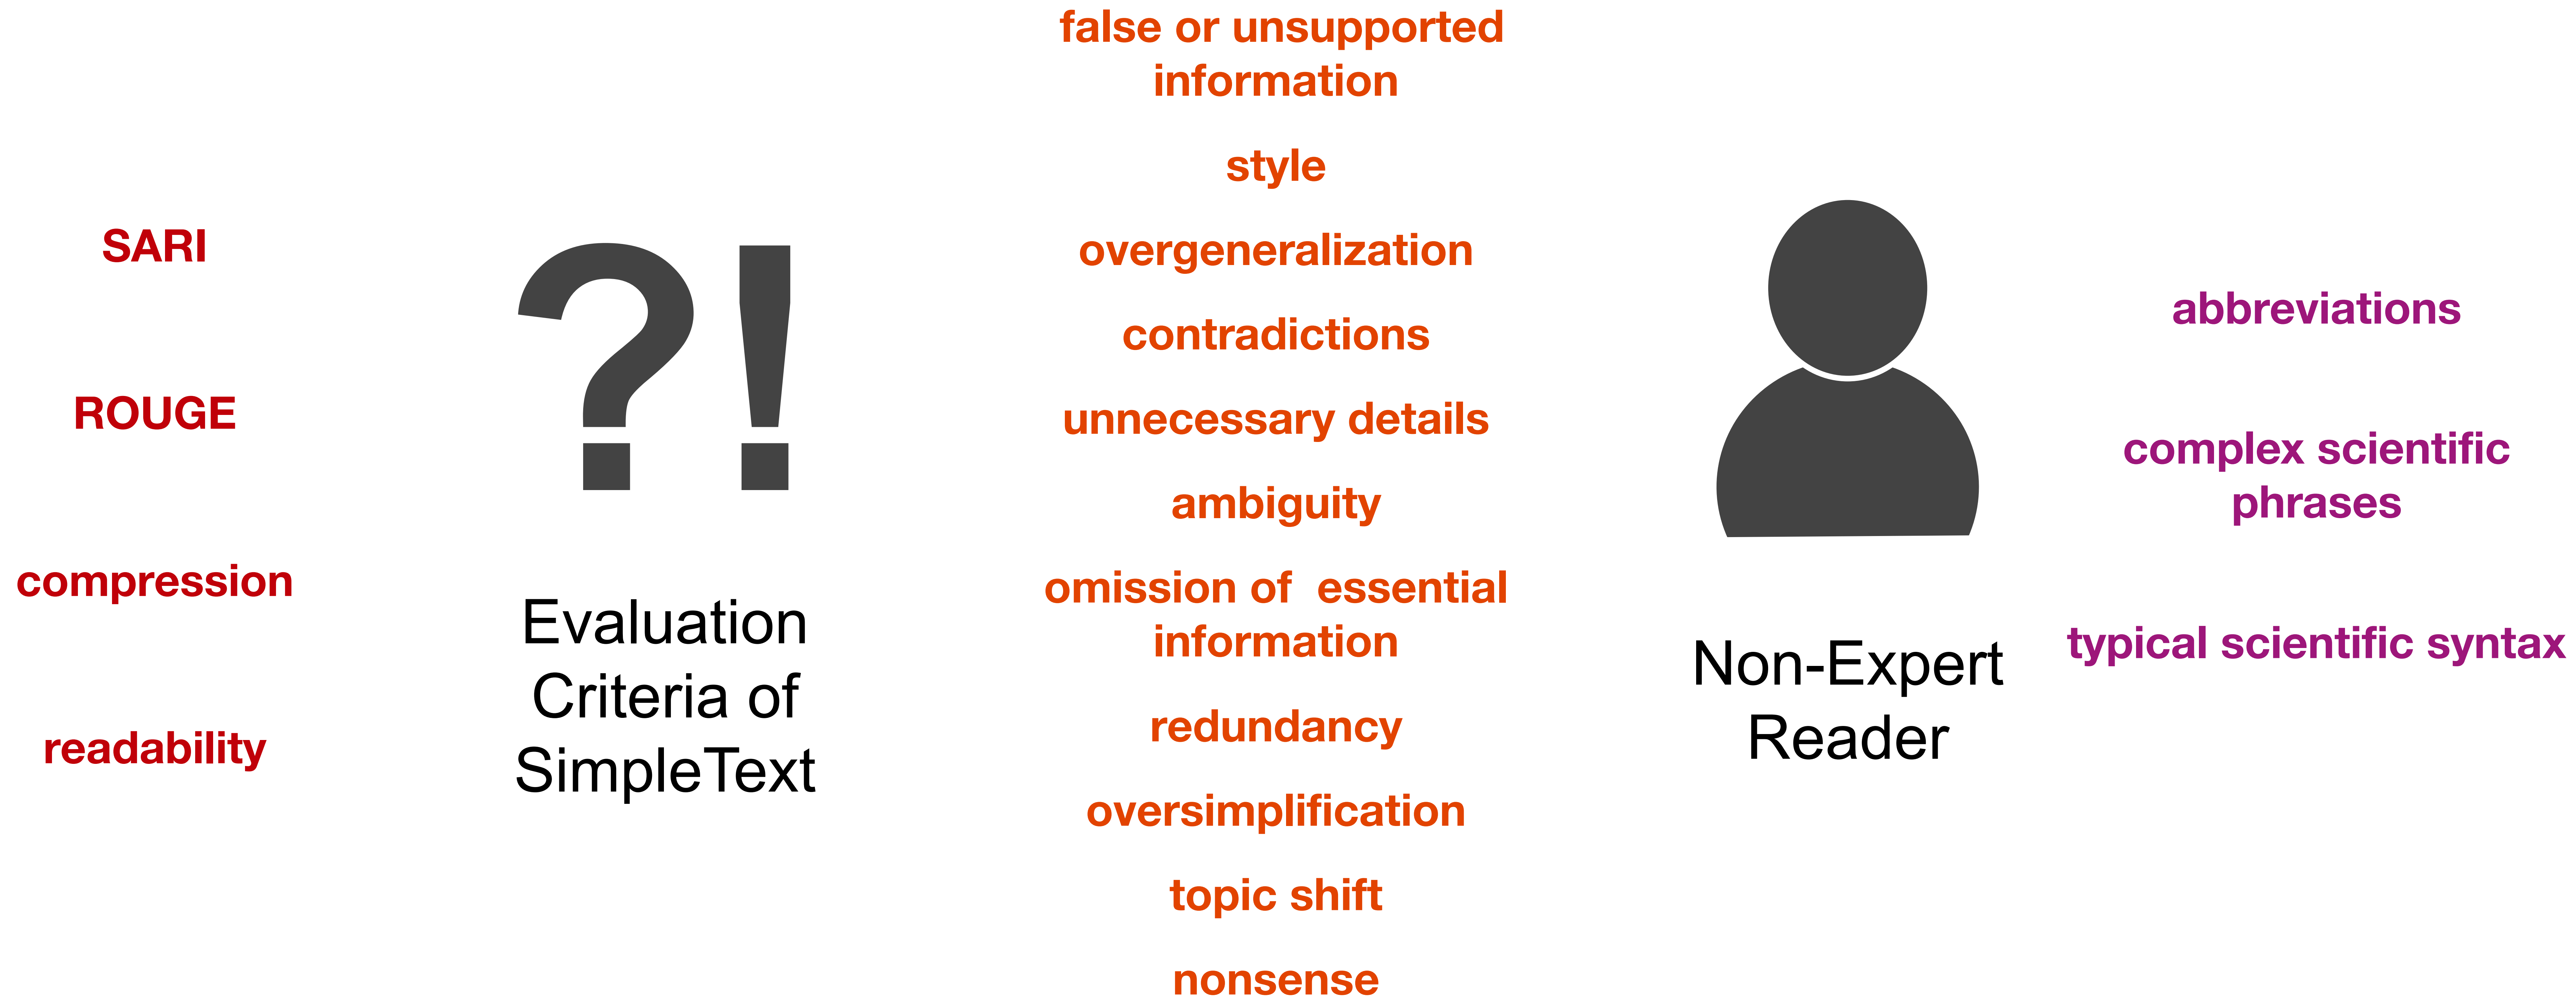 SARI
ROUGE
compression
readability
?!
Evaluation
Criteria of
SimpleText
false or unsupported
information
style
overgeneralization
contradictions
unnecessary details
ambiguity
omission of  essential
information
redundancy
oversimplification
topic shift
nonsense
Non-Expert
Reader
abbreviations
complex scientific
phrases
typical scientific syntax